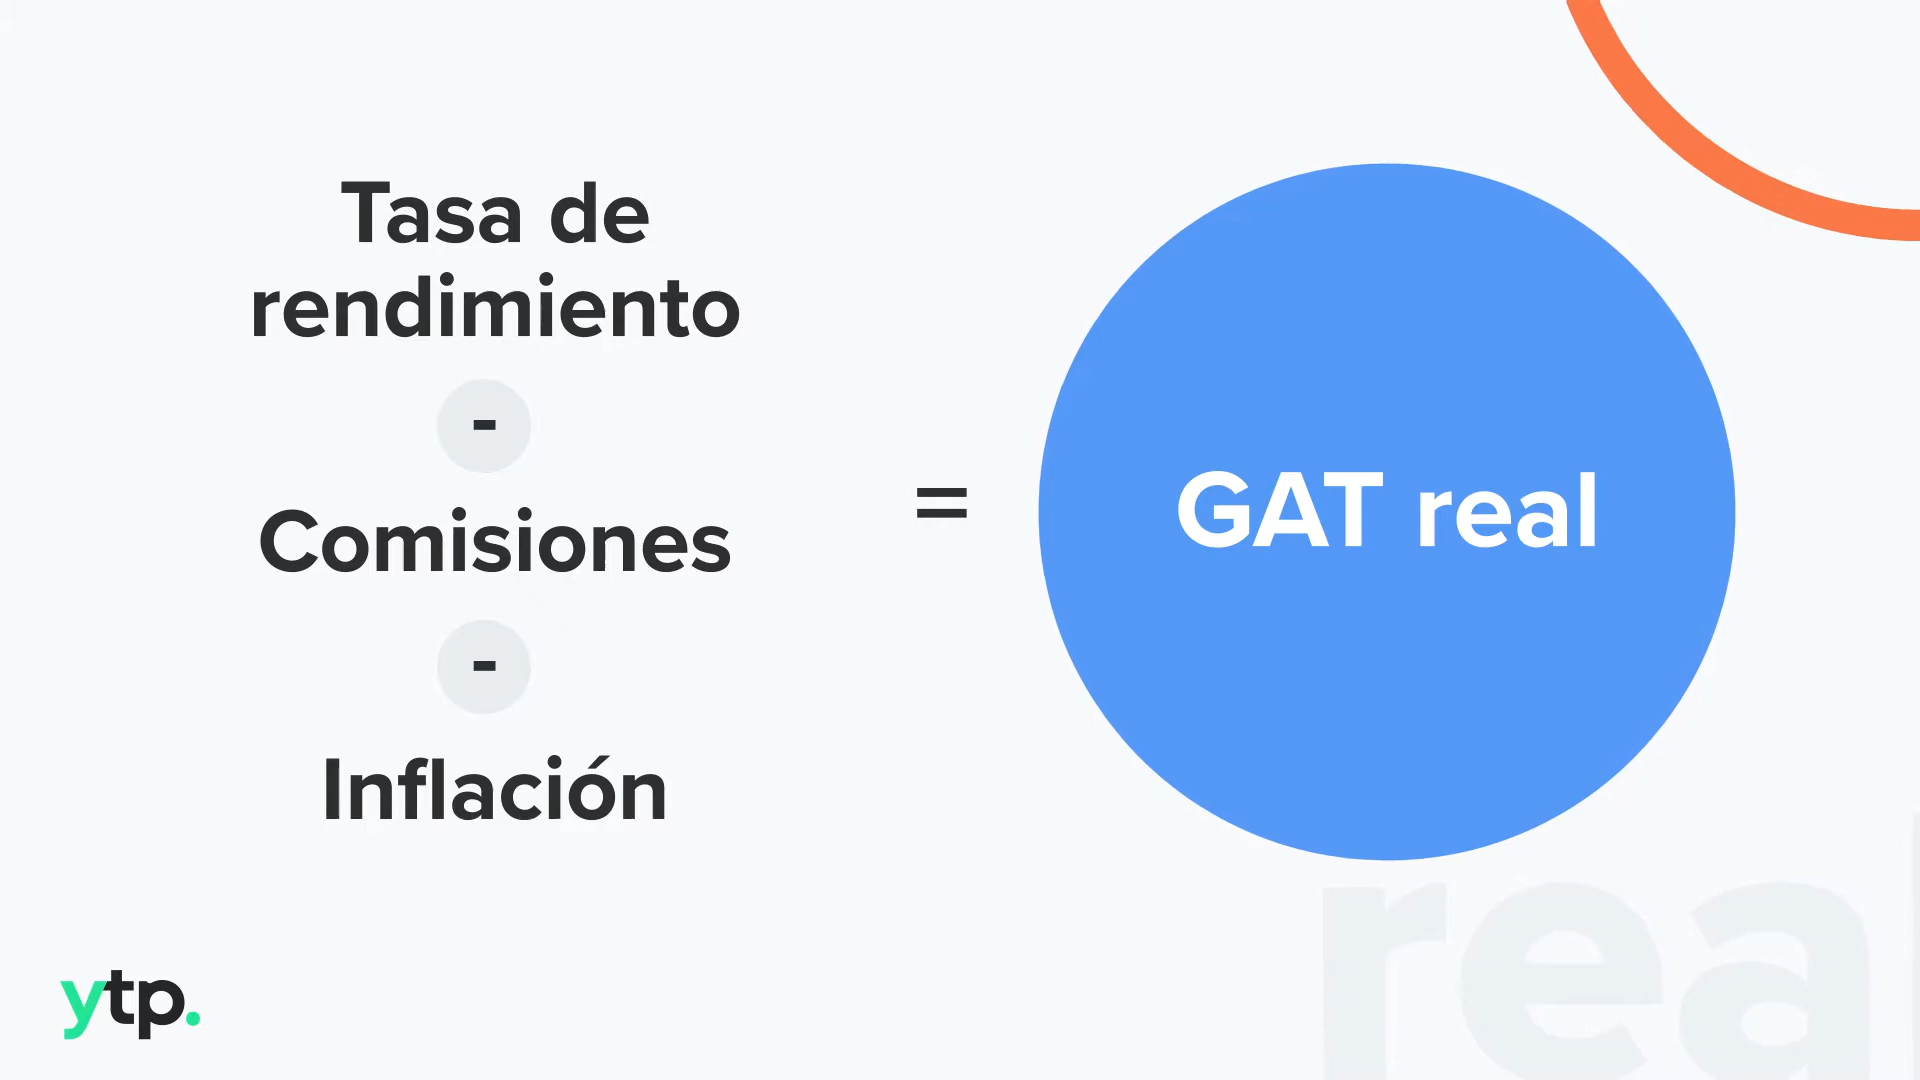 Tasa de
rendimiento
-
Comisiones
-
Inflación
=
GAT real
real
ytp.